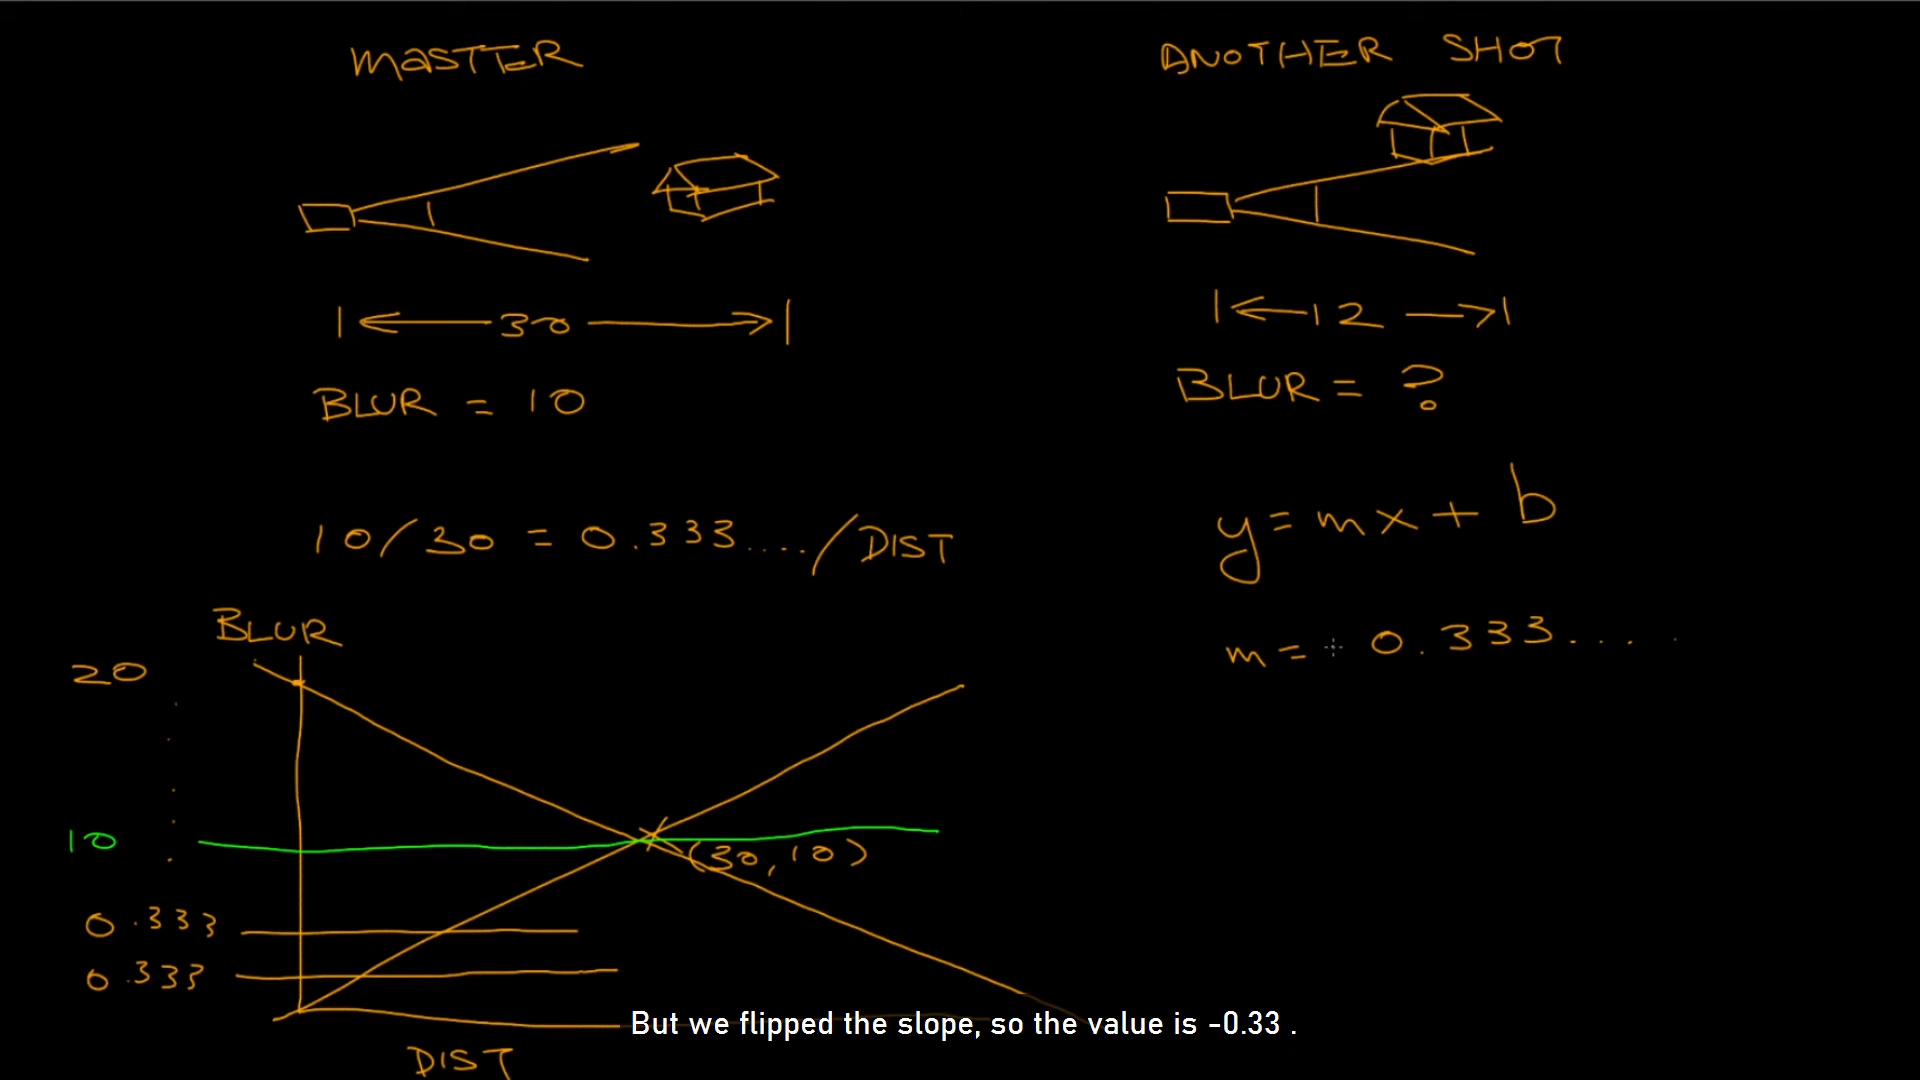 MASTER
ANOTHER SHOT
|<— 30 —>|
|<— 12 —>|
BLUR = 10
BLUR = ?
10/30 = 0.333..../DIST
y = mx + b
m = 0.333....
BLUR
20
10
(30,10)
0.333
0.333
DIST
But we flipped the slope, so the value is -0.33 .